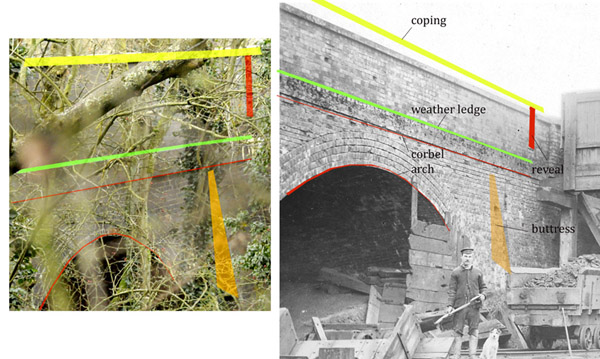 coping
weather ledge
corbel
arch
reveal
buttress